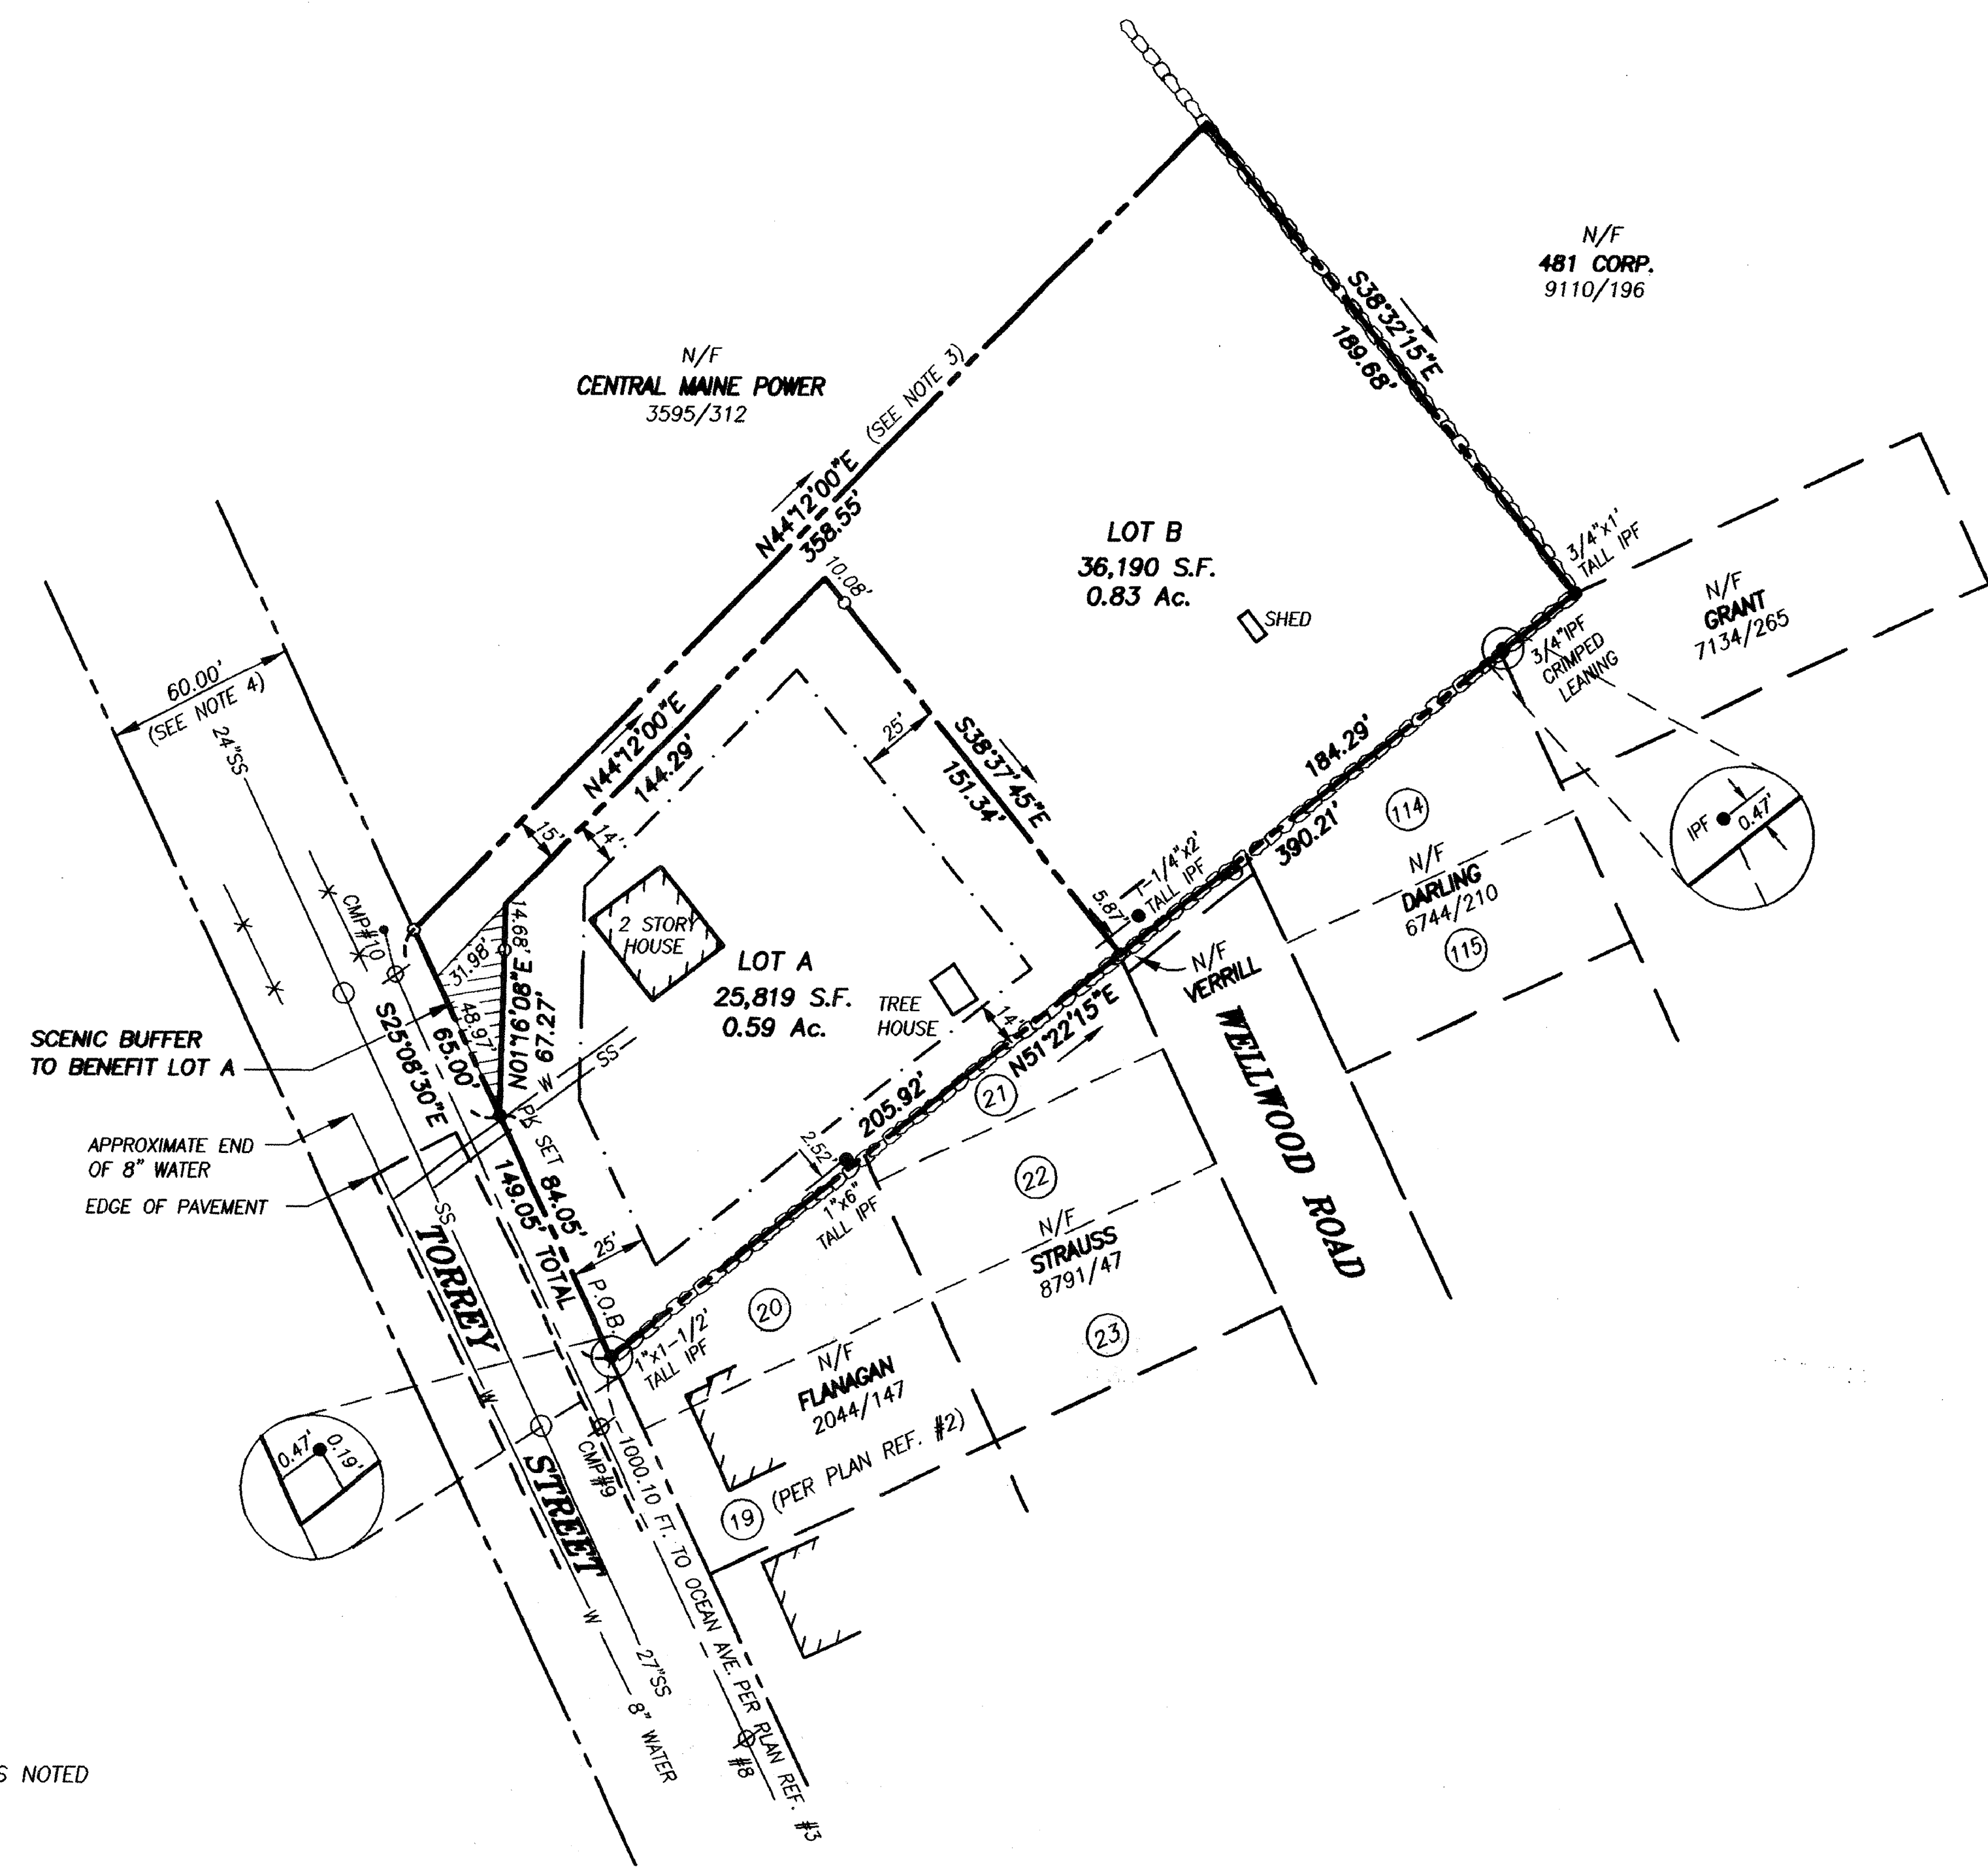 N/F
481 CORP.
9110/196
S38°32'15"E
189.68'
N/F
CENTRAL MAINE POWER
3595/312
(SEE NOTE 3)
N44°12'00"E
358.55'
10.08'
LOT B
36,190 S.F.
0.83 Ac.
SHED
3/4"x1'
TALL IPF
N/F
GRANT
7134/265
3/4"IPF
CRIMPED
LEANING
IPF
0.47'
60.00'
(SEE NOTE 4)
24"SS
N44°12'00"E
144.29'
15'
14'
25'
S38°37'45"E
151.34'
184.29'
390.21'
114
N/F
DARLING
6744/210
115
1-1/4"x2'
TALL IPF
5.87'
N/F
VERRILL
WELLWOOD ROAD
CMP#10
31.98'
48.97'
14.68'
N01°16'08"E
67.27'
2 STORY
HOUSE
LOT A
25,819 S.F.
0.59 Ac.
TREE
HOUSE
14'
N51°22'15"E
205.92'
SCENIC BUFFER
TO BENEFIT LOT A
S25°08'30"E
65.00'
W
SS
PK SET
84.05'
149.05' TOTAL
APPROXIMATE END
OF 8" WATER
EDGE OF PAVEMENT
SS
TORREY
STREET
25'
P.O.B.
2.52'
1"x6"
TALL IPF
21
22
N/F
STRAUSS
8791/47
23
20
1"x1-1/2'
TALL IPF
N/F
FLANAGAN
2044/147
19
(PER PLAN REF. #2)
0.47'
0.19'
W
CMP#9
1000.10 FT. TO OCEAN AVE. PER PLAN REF. #3
W
27"SS
8" WATER
#8
S NOTED